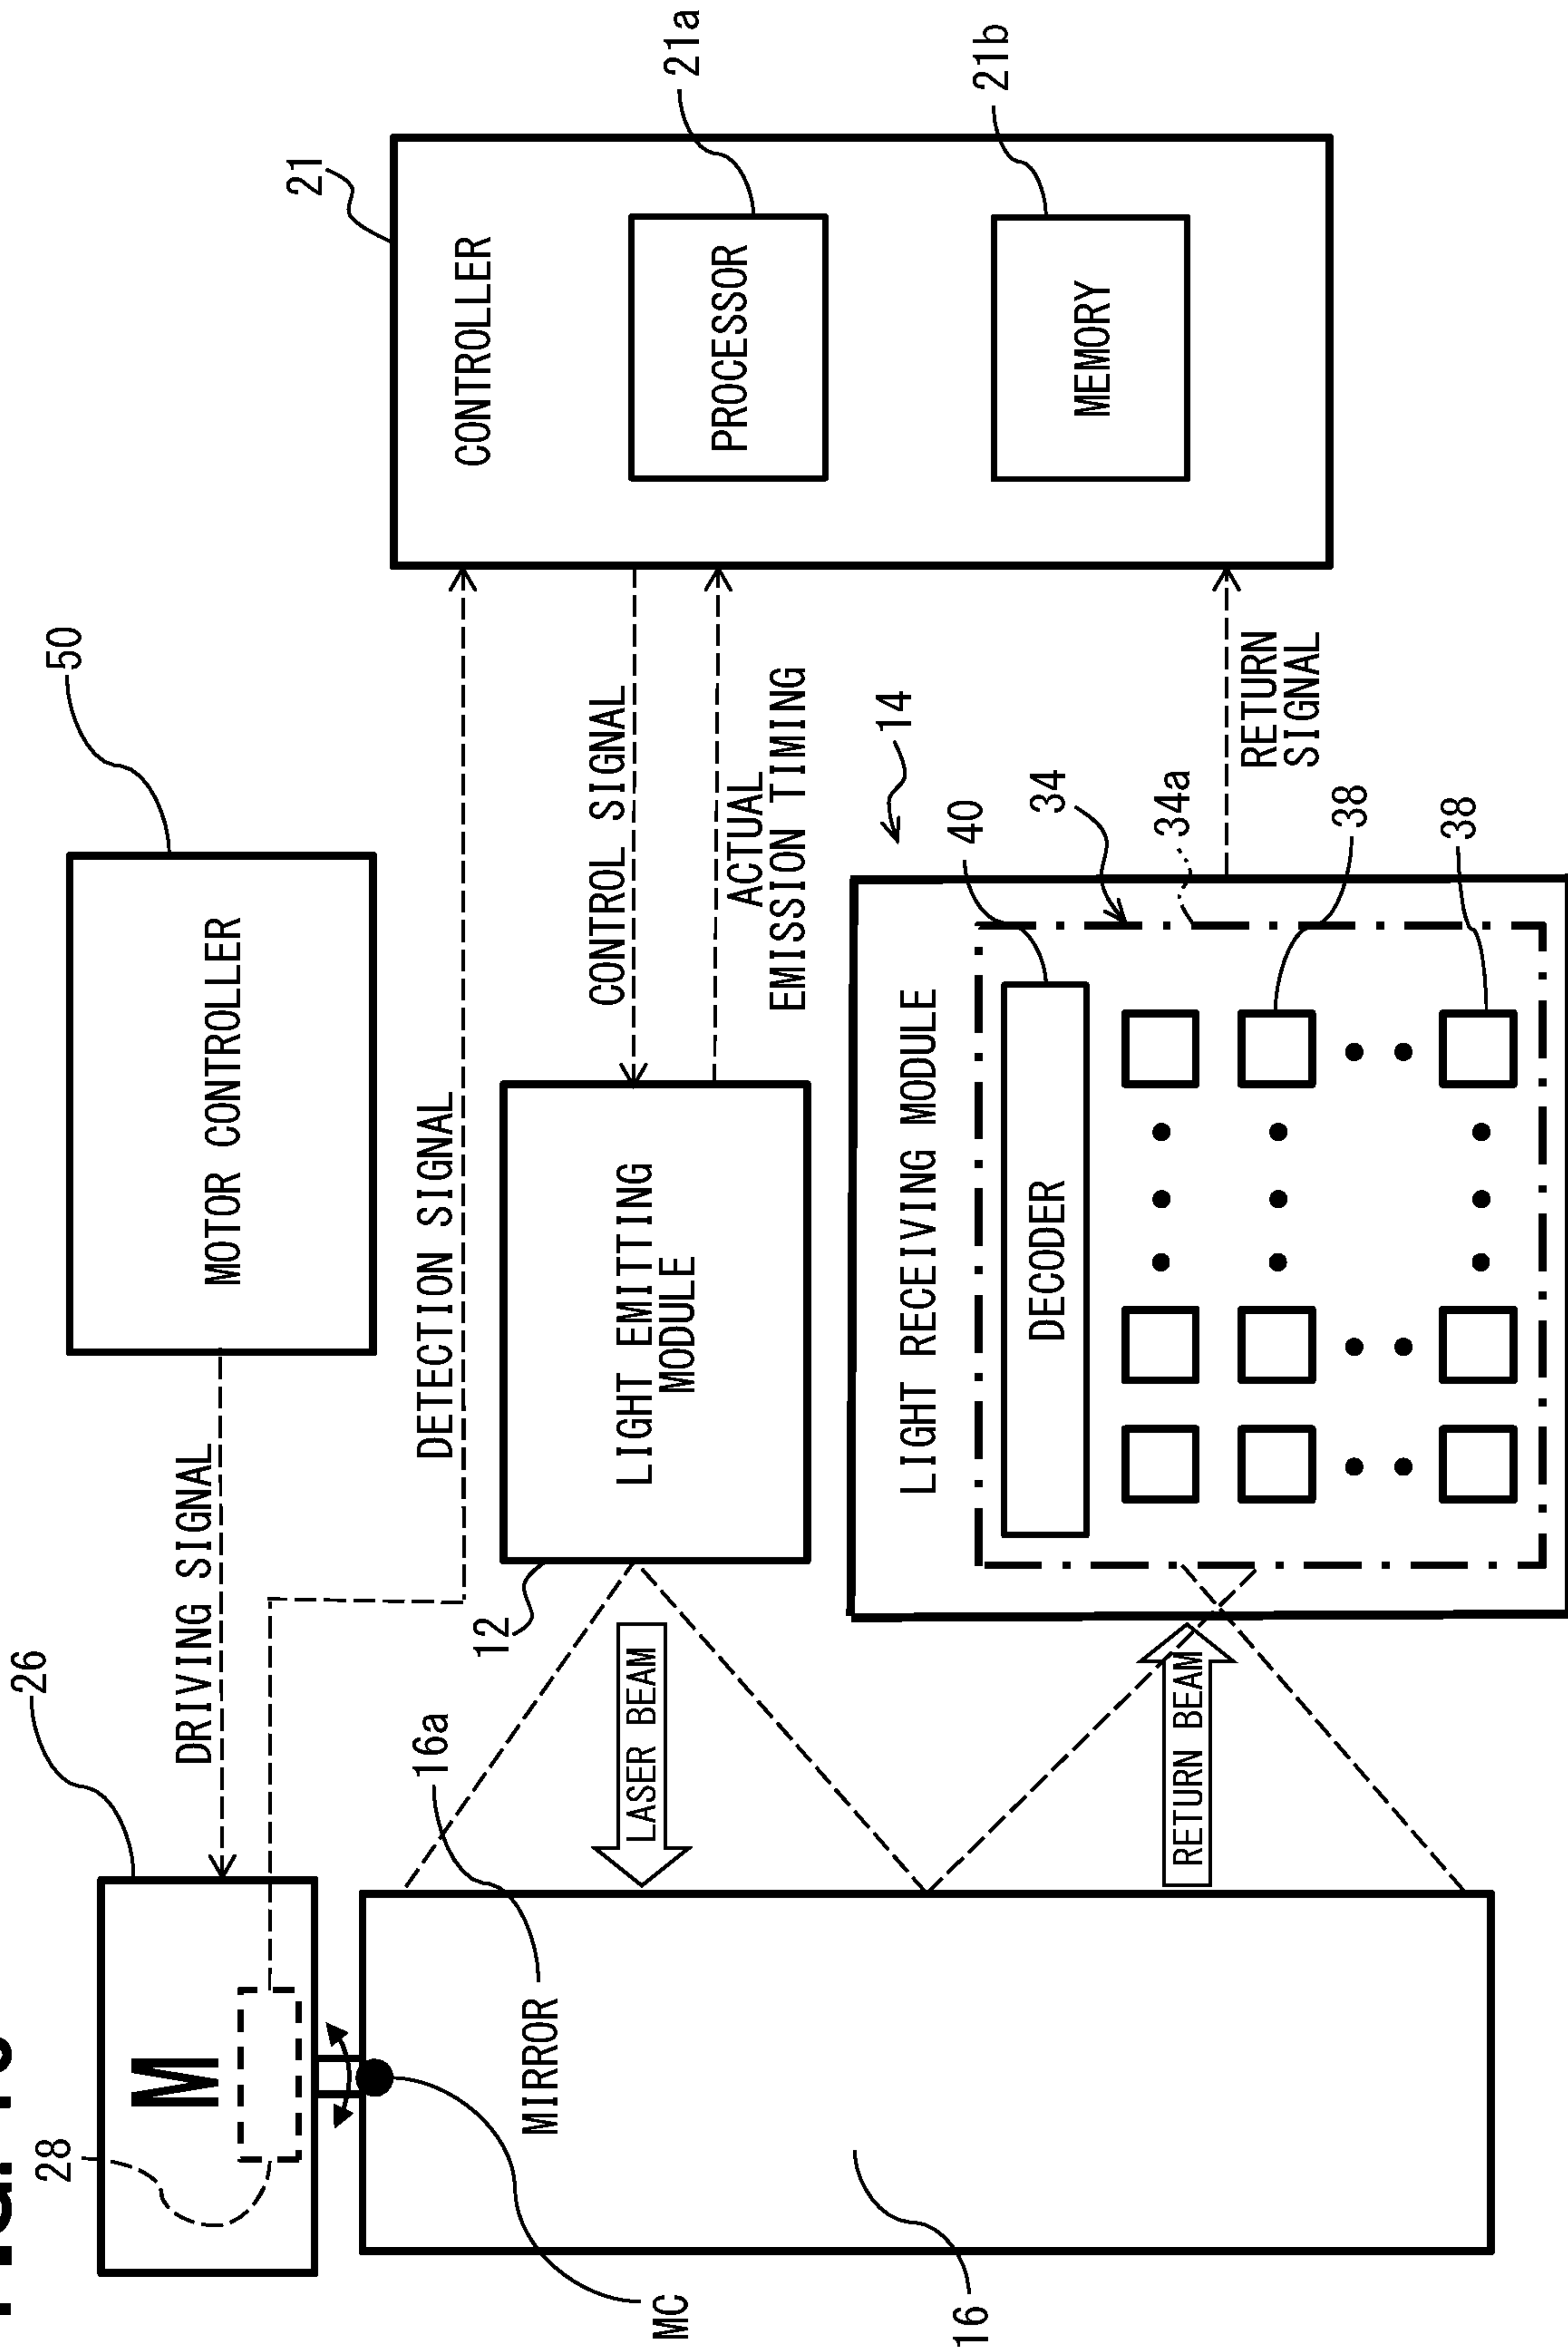 28
M
26
DRIVING SIGNAL
MOTOR CONTROLLER
50
DETECTION SIGNAL
MC
MIRROR
16a
16
LASER BEAM
12
LIGHT EMITTING
MODULE
CONTROL SIGNAL
ACTUAL
EMISSION TIMING
21
CONTROLLER
PROCESSOR
21a
MEMORY
21b
RETURN BEAM
LIGHT RECEIVING MODULE
14
DECODER
40
34
34a
38
38
RETURN
SIGNAL